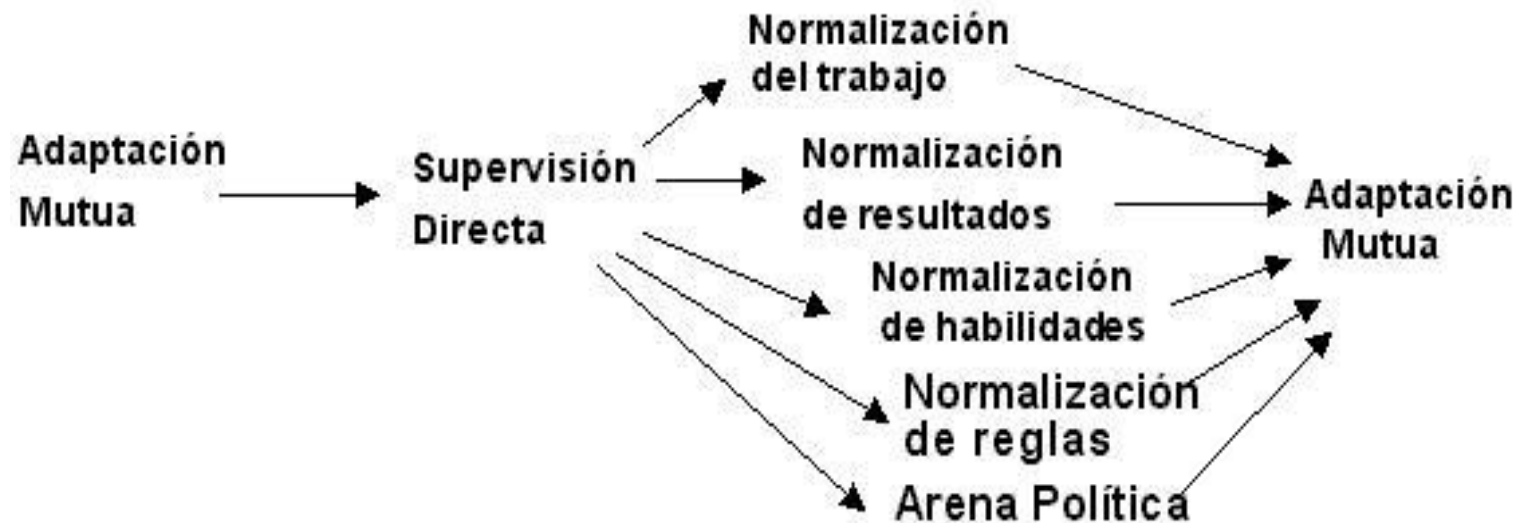 Adaptación
Mutua
Supervisión
Directa
Normalización
del trabajo
Normalización
de resultados
Normalización
de habilidades
Normalización
de reglas
Arena Política
Adaptación
Mutua